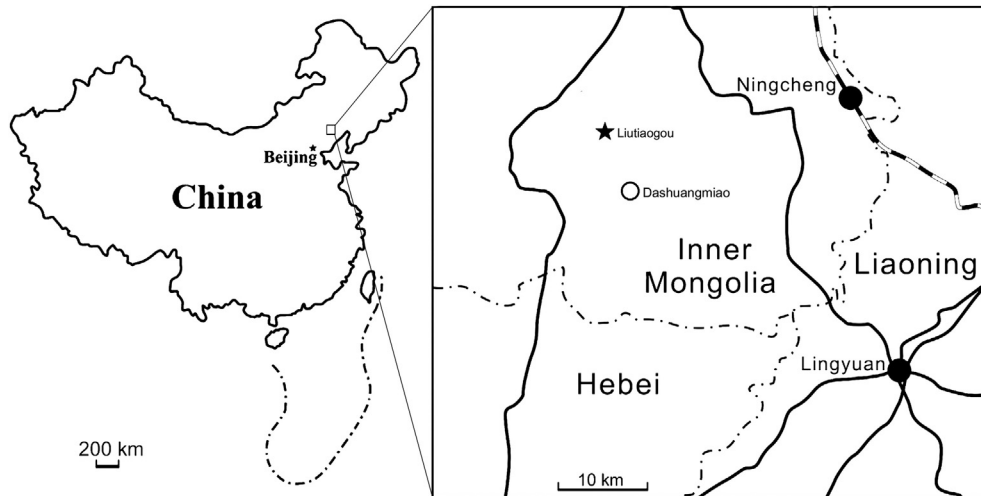 Beijing
China
200 km
Ningcheng
Liutiaogou
Dashuangmiao
Inner
Mongolia
Liaoning
Lingyuan
Hebei
10 km